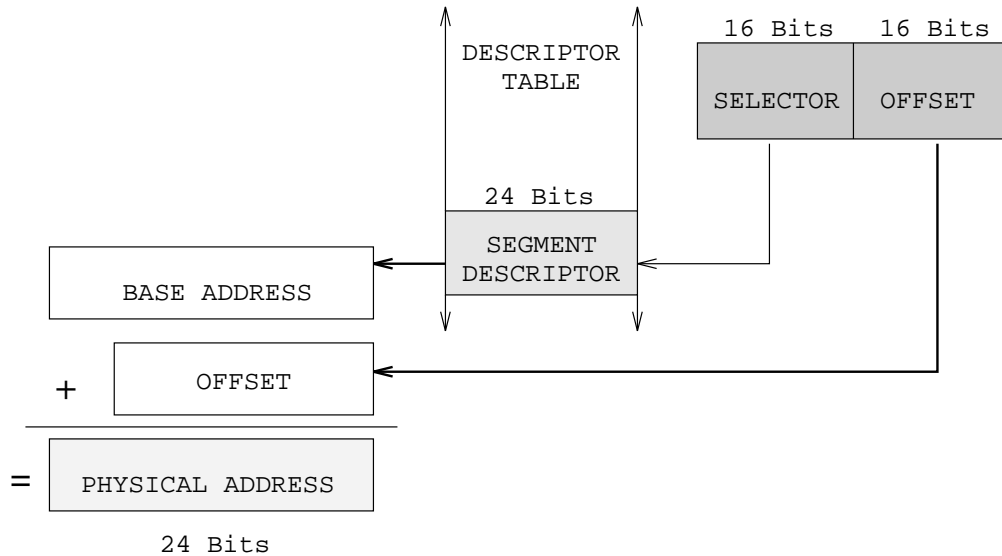 16 Bits 16 Bits
DESCRIPTOR
TABLE
SELECTOR OFFSET
24 Bits
SEGMENT
DESCRIPTOR
BASE ADDRESS
+ OFFSET
= PHYSICAL ADDRESS
24 Bits